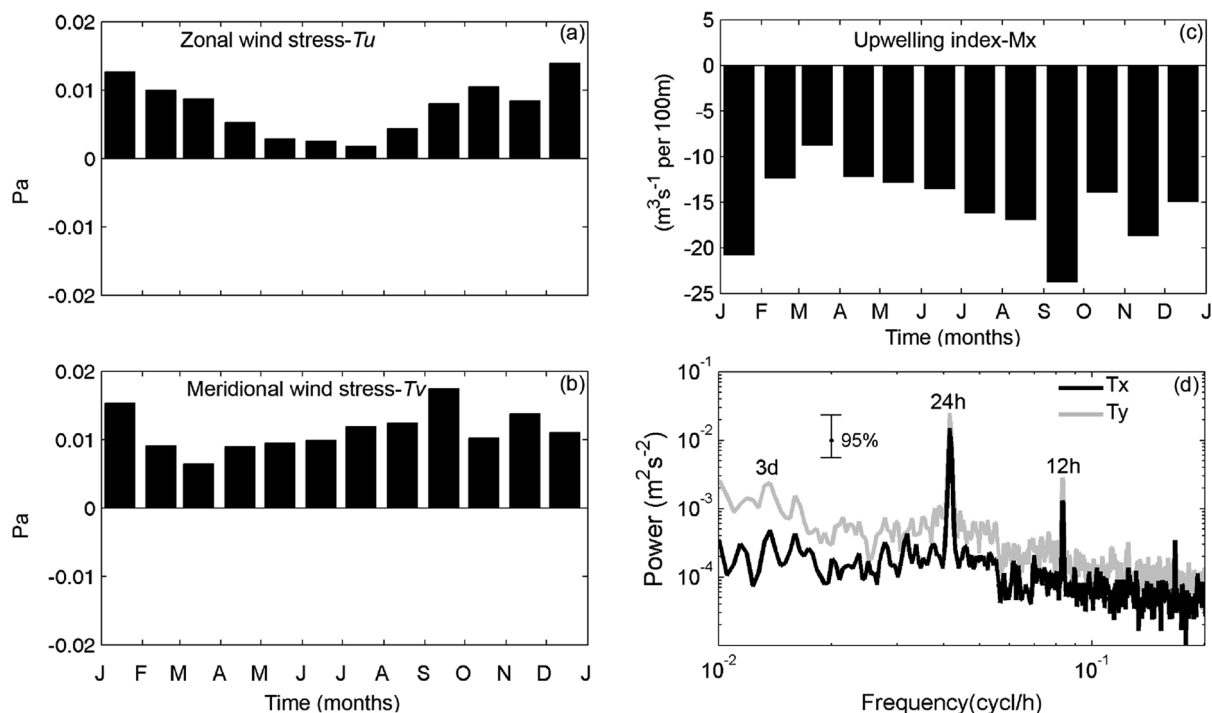 Zonal wind stress-Tu
(a)
0.02
0.01
0
-0.01
-0.02
Pa
Meridional wind stress-Tv
(b)
0.02
0.01
0
-0.01
-0.02
Pa
J F M A M J J A S O N D J
Time (months)
Upwelling index-Mx
(c)
5
0
-5
-10
-15
-20
-25
(m³s⁻¹ per 100m)
J F M A M J J A S O N D J
Time (months)
(d)
Tx
Ty
24h
12h
3d
95%
10⁻¹
10⁻²
10⁻³
10⁻⁴
Power (m²s⁻²)
10⁻² 10⁻¹
Frequency(cycl/h)